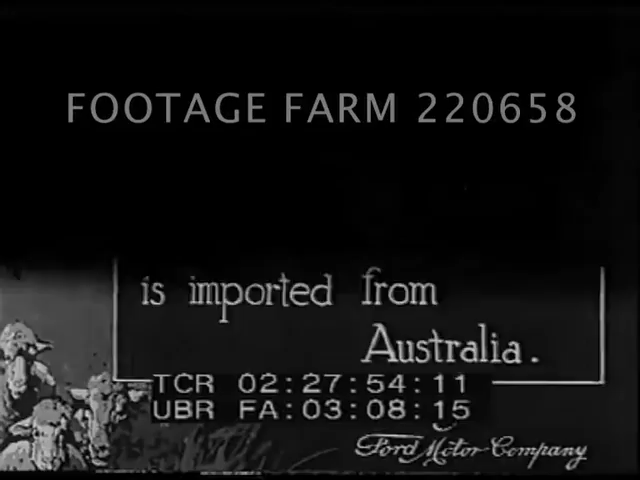 FOOTAGE FARM 220658
is imported from
Australia.
TCR 02:27:54:11
UBR FA:03:08:15
Ford Motor Company